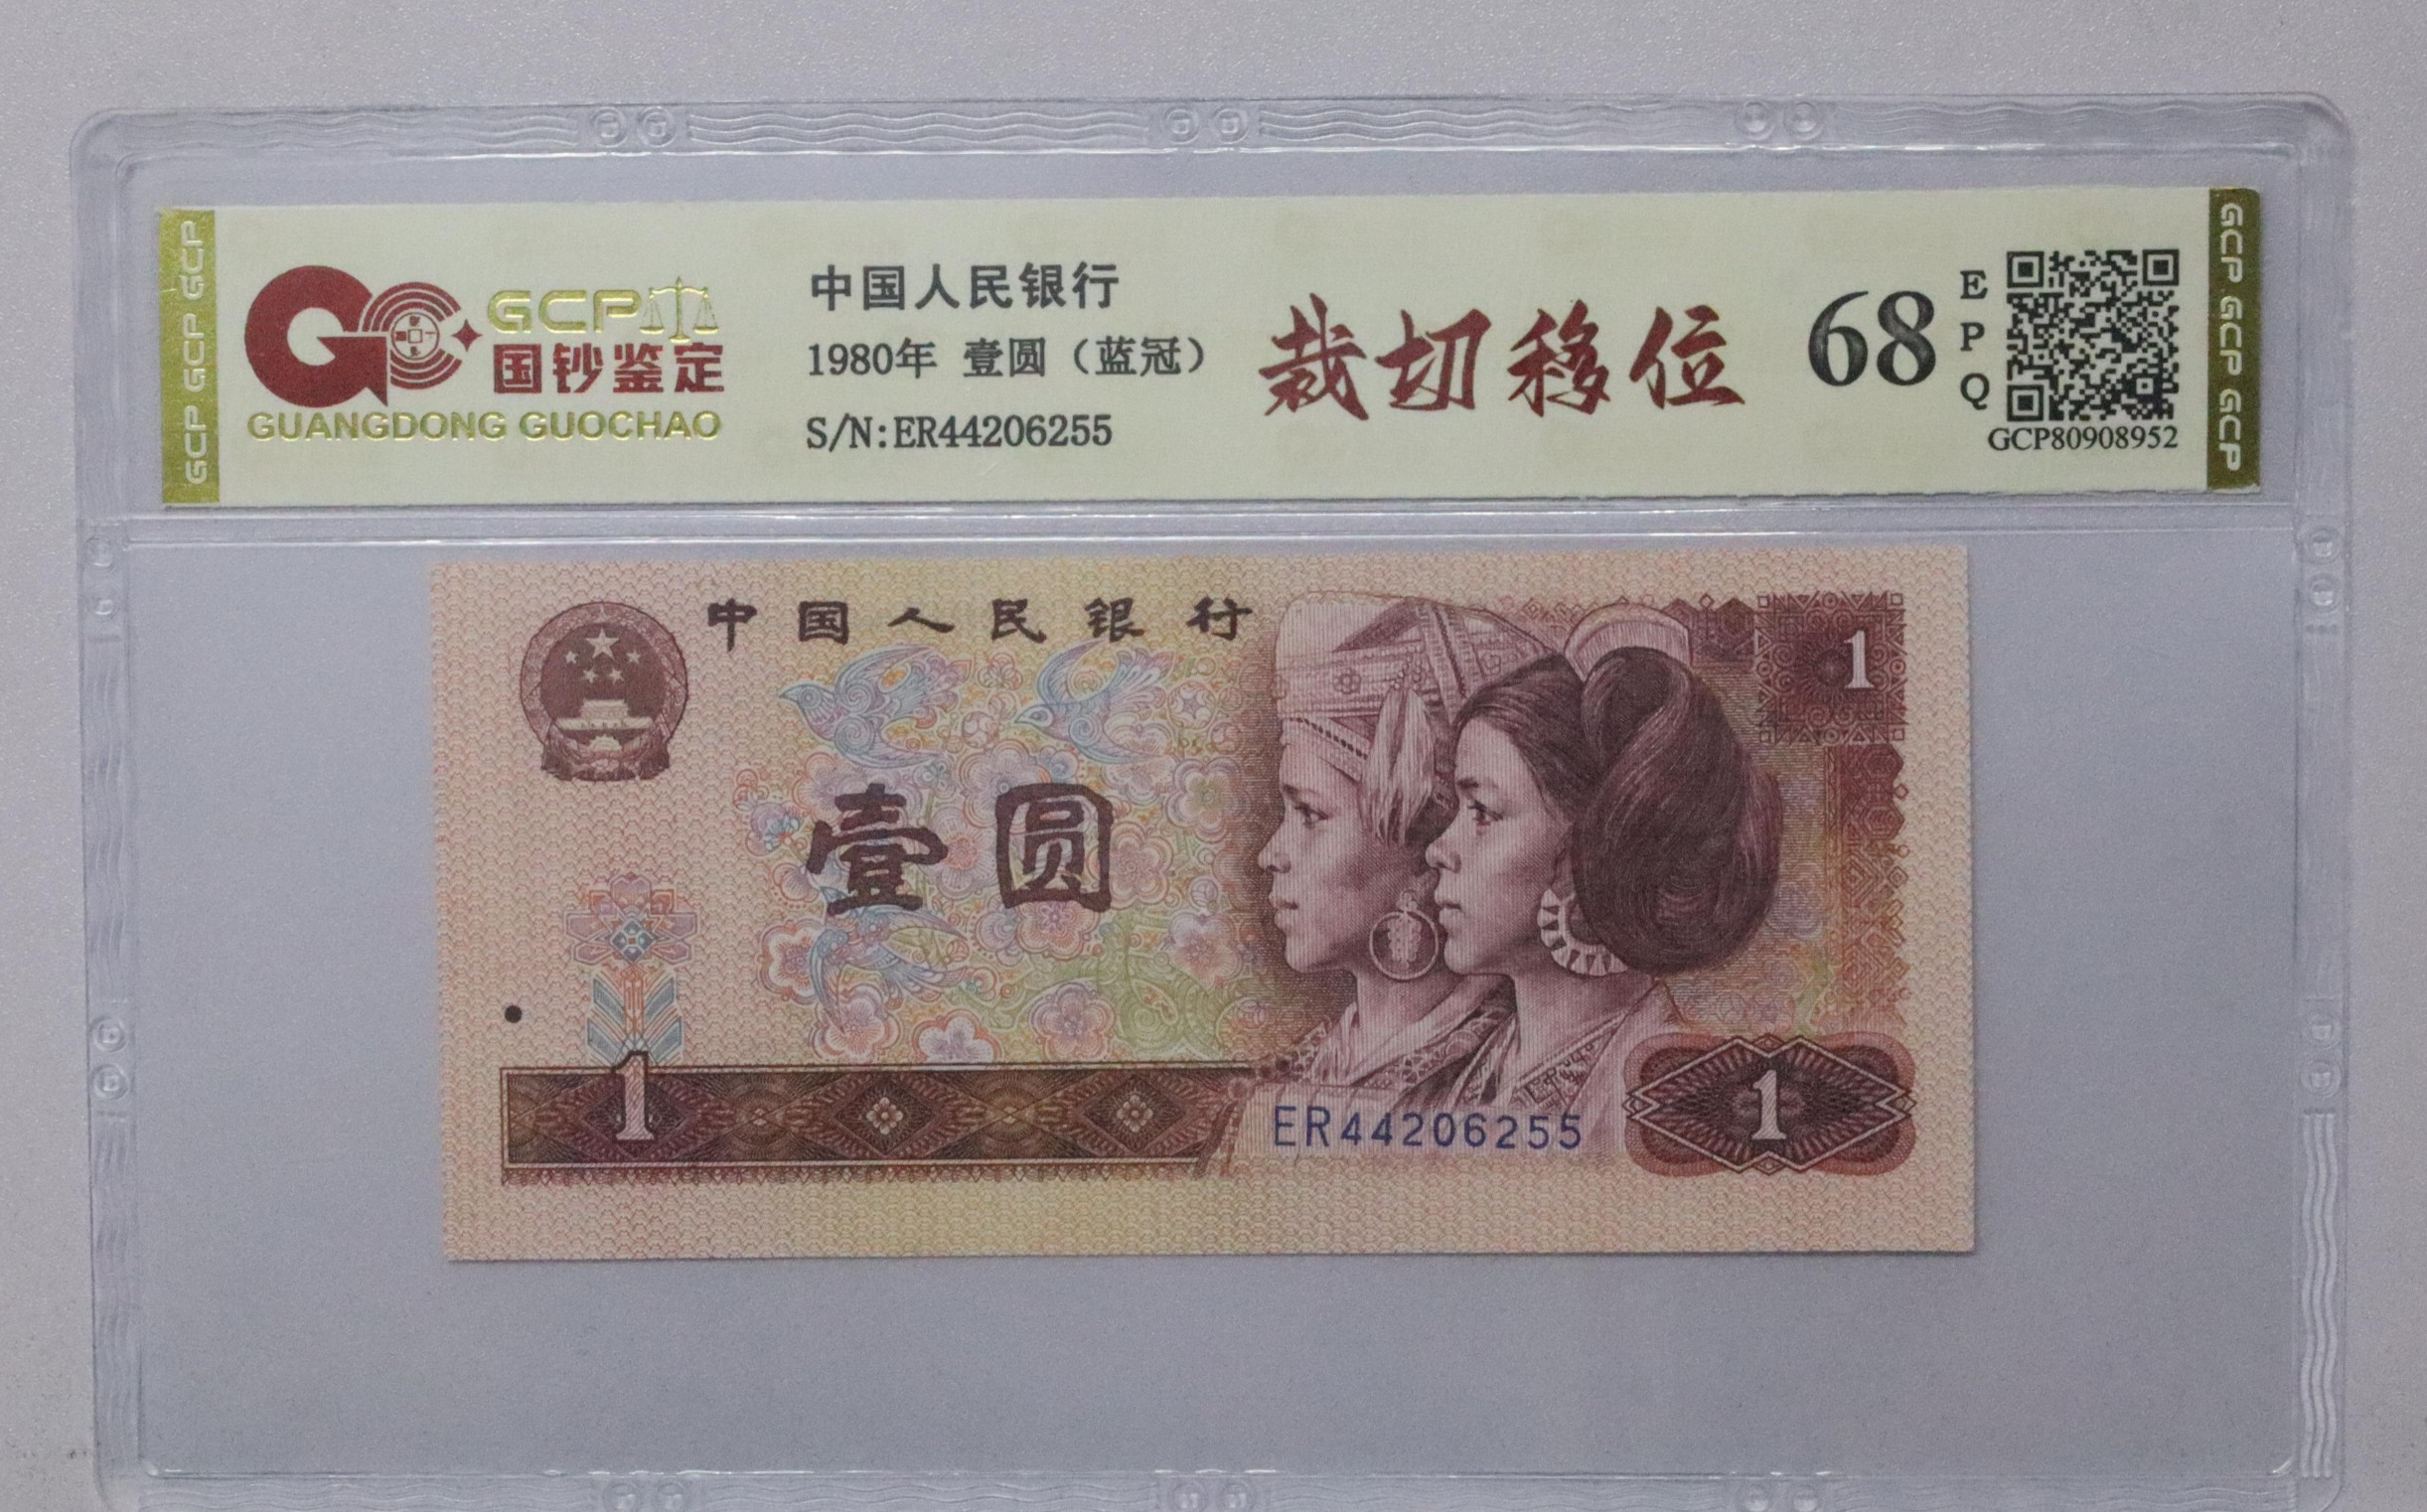 GCP GCP GCP
GCP
国钞鉴定
GUANGDONG GUOCHAO
中国人民银行
1980年 壹圆（蓝冠）
S/N:ER44206255
裁切移位
68
EPQ
GCP80908952
GCP GCP GCP
中国人民银行
1
壹圆
1
ER44206255
1